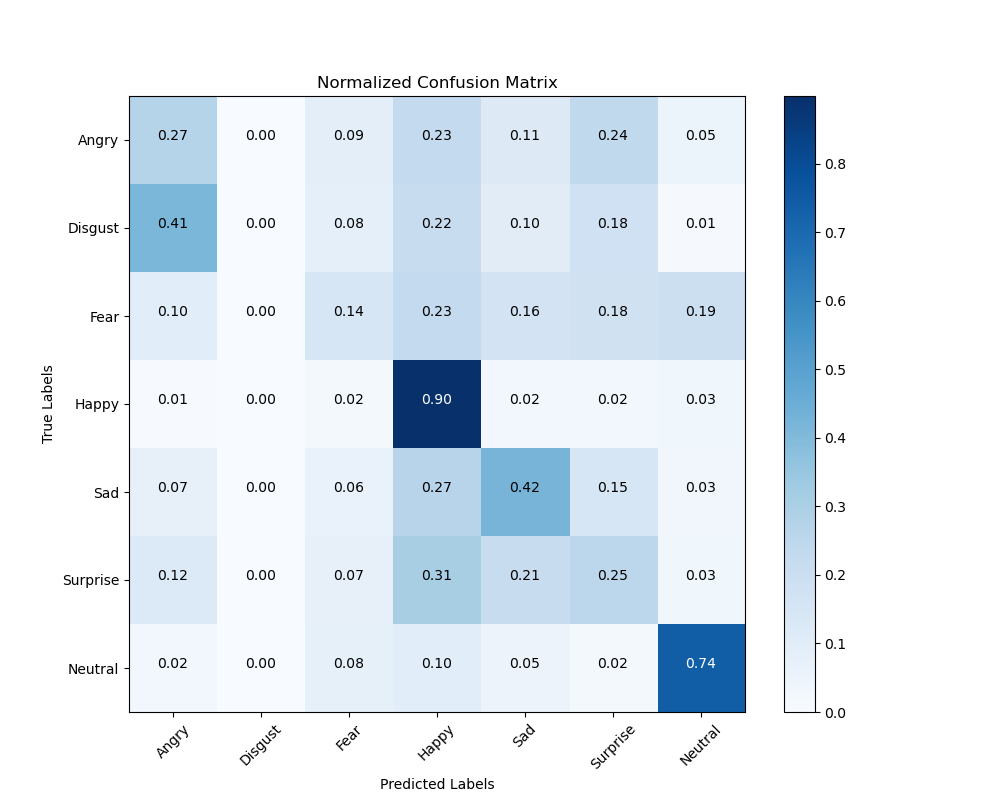 Normalized Confusion Matrix
Angry 0.27 0.00 0.09 0.23 0.11 0.24 0.05
Disgust 0.41 0.00 0.08 0.22 0.10 0.18 0.01
Fear 0.10 0.00 0.14 0.23 0.16 0.18 0.19
Happy 0.01 0.00 0.02 0.90 0.02 0.02 0.03
Sad 0.07 0.00 0.06 0.27 0.42 0.15 0.03
Surprise 0.12 0.00 0.07 0.31 0.21 0.25 0.03
Neutral 0.02 0.00 0.08 0.10 0.05 0.02 0.74
True Labels
Angry Disgust Fear Happy Sad Surprise Neutral
Predicted Labels
0.8
0.7
0.6
0.5
0.4
0.3
0.2
0.1
0.0